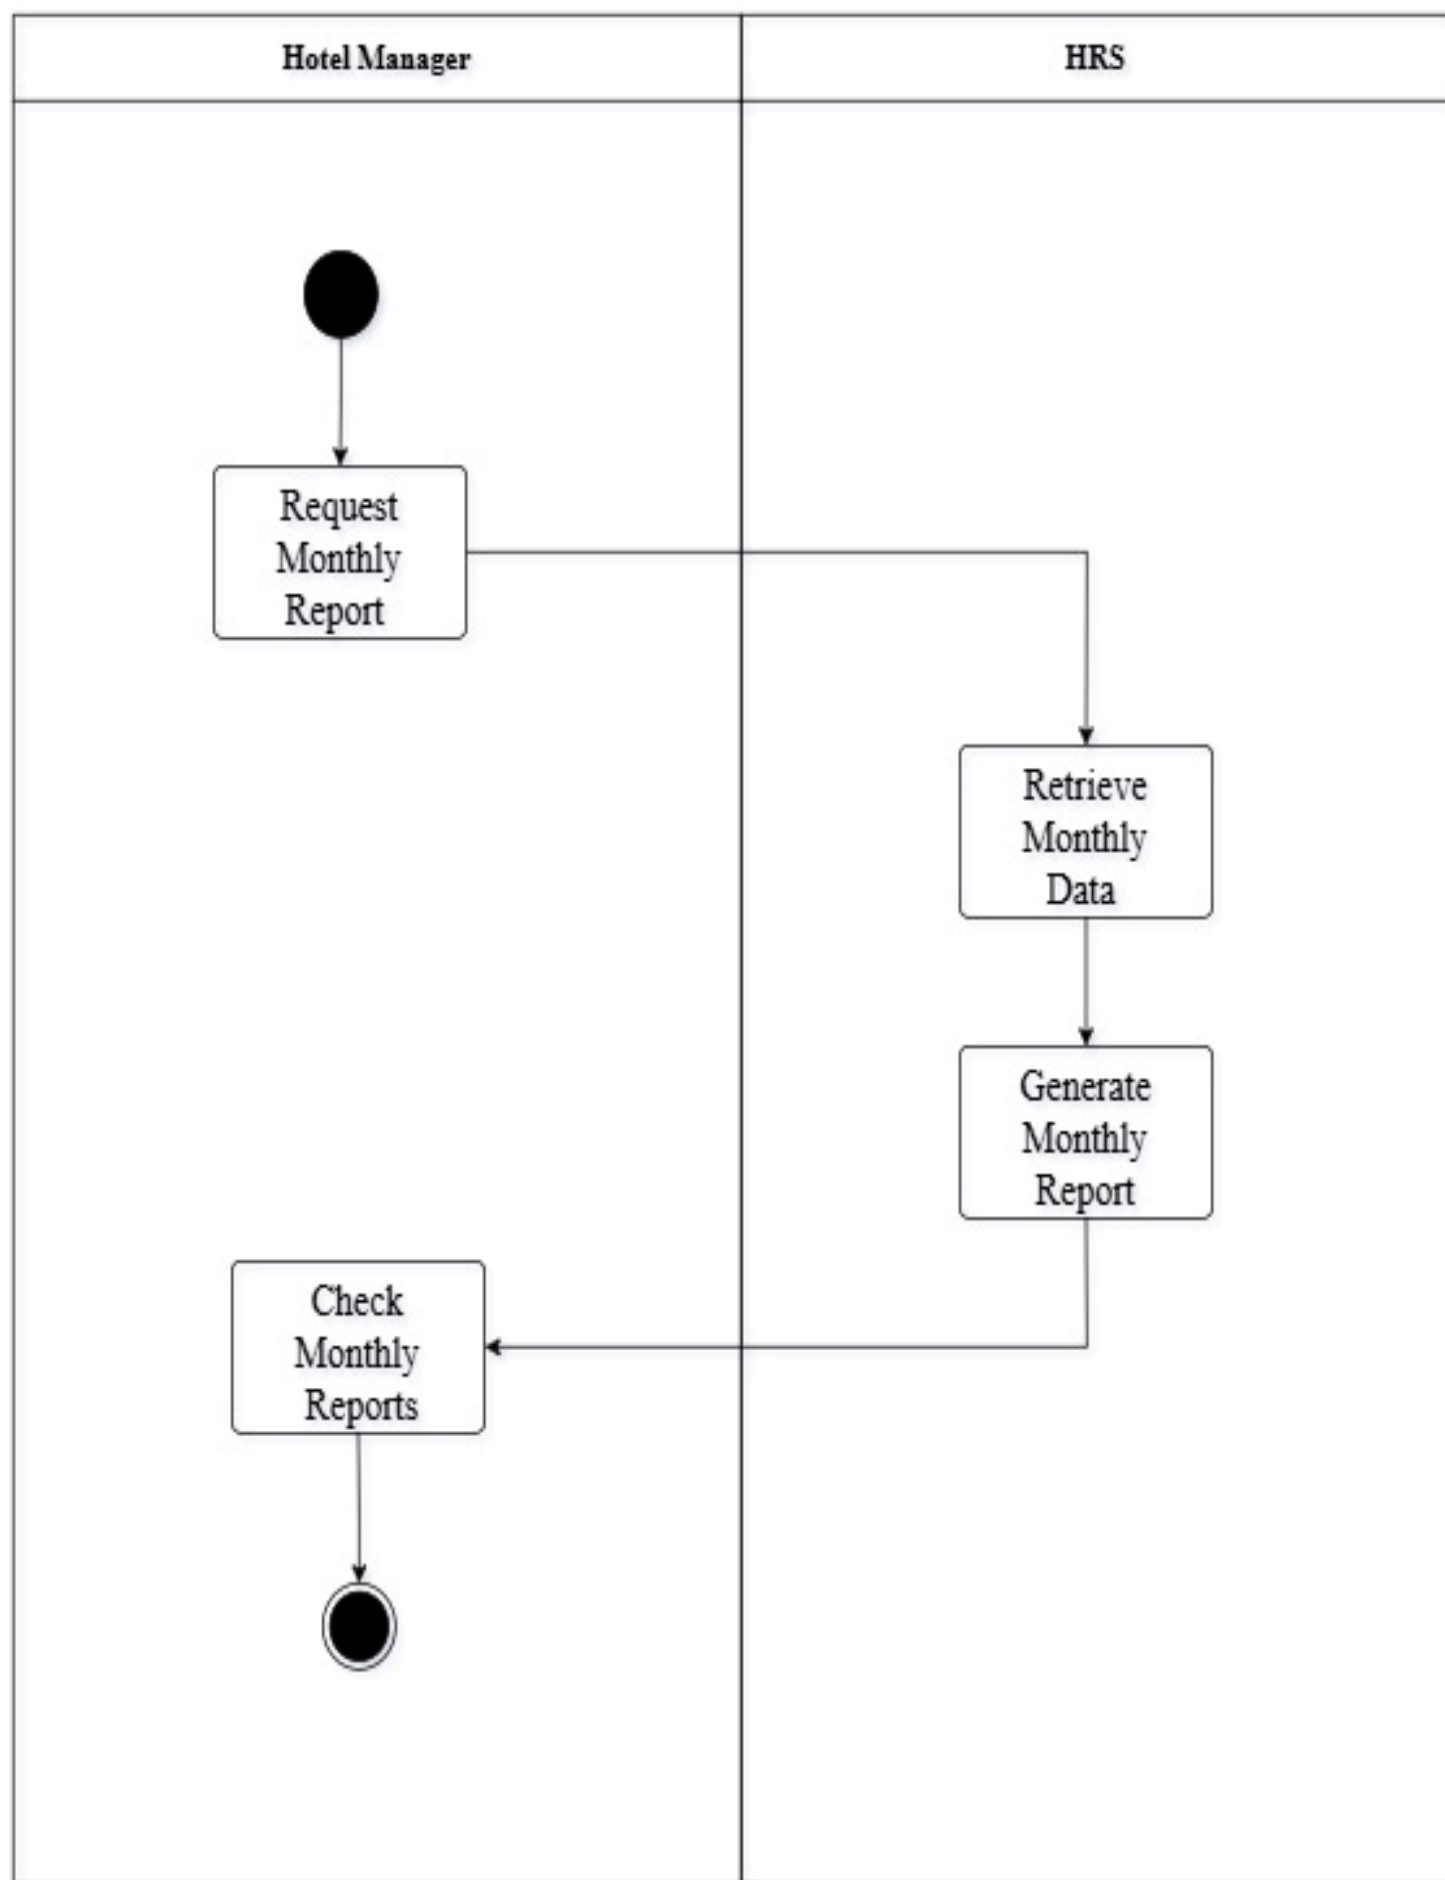 Hotel Manager
HRS
Request
Monthly
Report
Retrieve
Monthly
Data
Generate
Monthly
Report
Check
Monthly
Reports